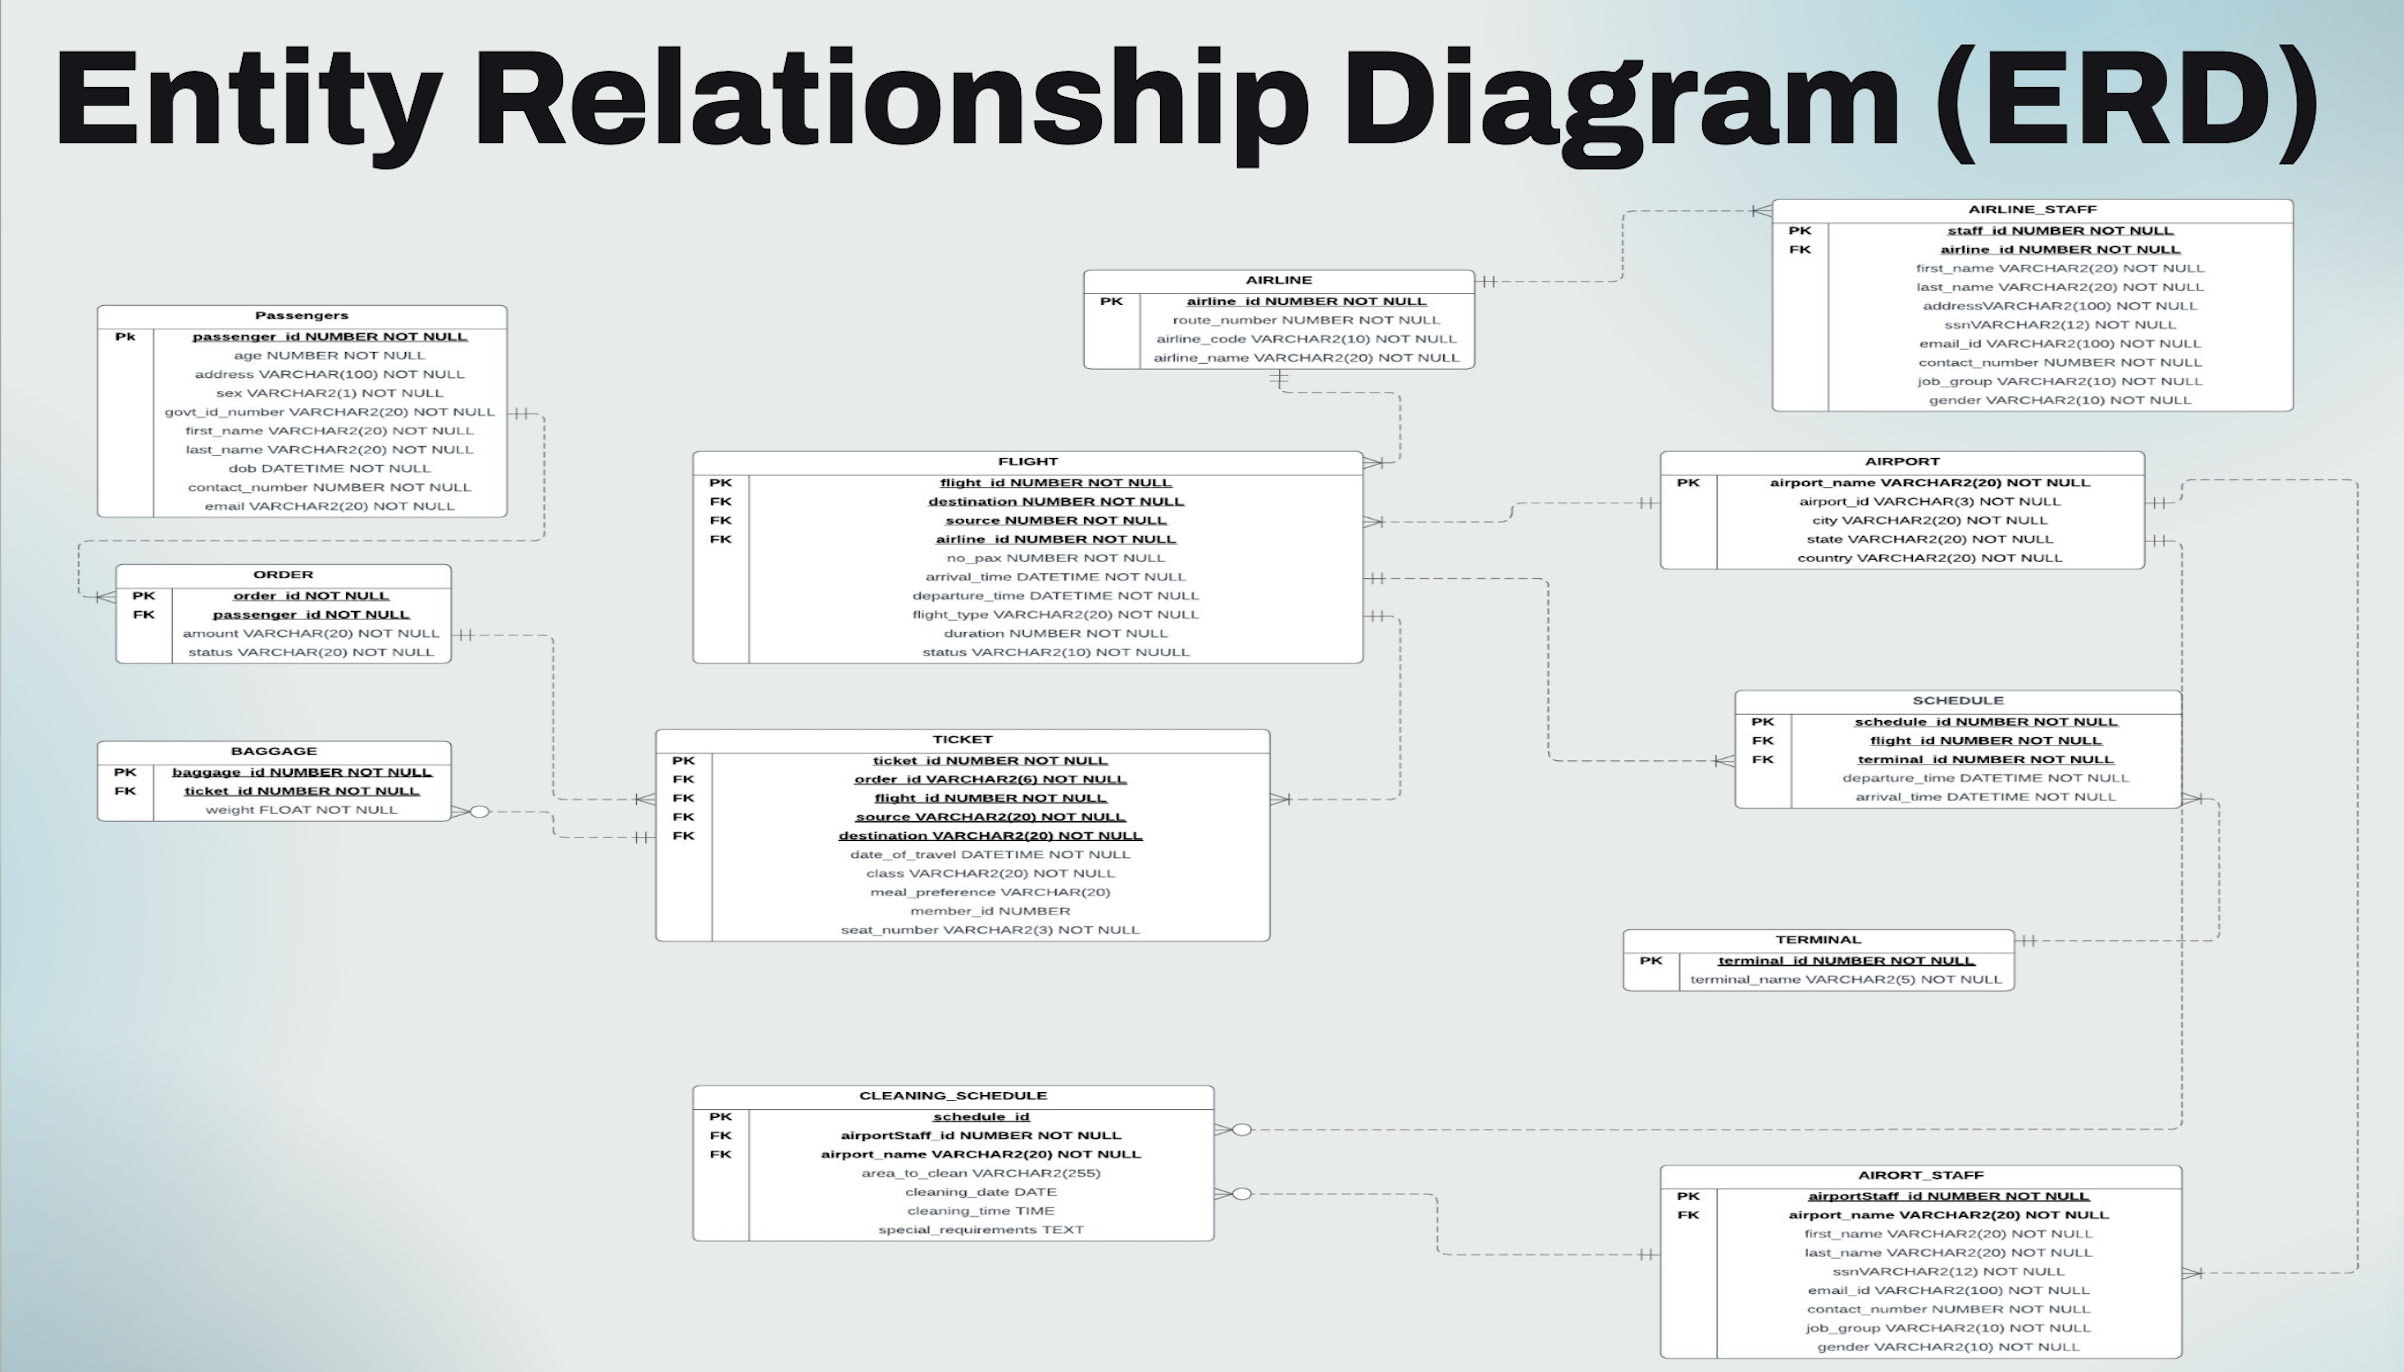 Entity Relationship Diagram (ERD)
AIRLINE_STAFF
PK staff_id NUMBER NOT NULL
FK airline_id NUMBER NOT NULL
first_name VARCHAR2(20) NOT NULL
last_name VARCHAR2(20) NOT NULL
addressVARCHAR2(100) NOT NULL
ssnVARCHAR2(12) NOT NULL
email_id VARCHAR2(100) NOT NULL
contact_number NUMBER NOT NULL
job_group VARCHAR2(10) NOT NULL
gender VARCHAR2(10) NOT NULL
AIRLINE
PK airline_id NUMBER NOT NULL
route_number NUMBER NOT NULL
airline_code VARCHAR2(10) NOT NULL
airline_name VARCHAR2(20) NOT NULL
Passengers
Pk passenger_id NUMBER NOT NULL
age NUMBER NOT NULL
address VARCHAR(100) NOT NULL
sex VARCHAR2(1) NOT NULL
govt_id_number VARCHAR2(20) NOT NULL
first_name VARCHAR2(20) NOT NULL
last_name VARCHAR2(20) NOT NULL
dob DATETIME NOT NULL
contact_number NUMBER NOT NULL
email VARCHAR2(20) NOT NULL
FLIGHT
PK flight_id NUMBER NOT NULL
FK destination NUMBER NOT NULL
FK source NUMBER NOT NULL
FK airline_id NUMBER NOT NULL
no_pax NUMBER NOT NULL
arrival_time DATETIME NOT NULL
departure_time DATETIME NOT NULL
flight_type VARCHAR2(20) NOT NULL
duration NUMBER NOT NULL
status VARCHAR2(10) NOT NUULL
AIRPORT
PK airport_name VARCHAR2(20) NOT NULL
airport_id VARCHAR(3) NOT NULL
city VARCHAR2(20) NOT NULL
state VARCHAR2(20) NOT NULL
country VARCHAR2(20) NOT NULL
ORDER
PK order_id NOT NULL
FK passenger_id NOT NULL
amount VARCHAR(20) NOT NULL
status VARCHAR(20) NOT NULL
SCHEDULE
PK schedule_id NUMBER NOT NULL
FK flight_id NUMBER NOT NULL
FK terminal_id NUMBER NOT NULL
departure_time DATETIME NOT NULL
arrival_time DATETIME NOT NULL
BAGGAGE
PK baggage_id NUMBER NOT NULL
FK ticket_id NUMBER NOT NULL
weight FLOAT NOT NULL
TICKET
PK ticket_id NUMBER NOT NULL
FK order_id VARCHAR2(6) NOT NULL
FK flight_id NUMBER NOT NULL
FK source VARCHAR2(20) NOT NULL
FK destination VARCHAR2(20) NOT NULL
date_of_travel DATETIME NOT NULL
class VARCHAR2(20) NOT NULL
meal_preference VARCHAR(20)
member_id NUMBER
seat_number VARCHAR2(3) NOT NULL
TERMINAL
PK terminal_id NUMBER NOT NULL
terminal_name VARCHAR2(5) NOT NULL
CLEANING_SCHEDULE
PK schedule_id
FK airportStaff_id NUMBER NOT NULL
FK airport_name VARCHAR2(20) NOT NULL
area_to_clean VARCHAR2(255)
cleaning_date DATE
cleaning_time TIME
special_requirements TEXT
AIRORT_STAFF
PK airportStaff_id NUMBER NOT NULL
FK airport_name VARCHAR2(20) NOT NULL
first_name VARCHAR2(20) NOT NULL
last_name VARCHAR2(20) NOT NULL
ssnVARCHAR2(12) NOT NULL
email_id VARCHAR2(100) NOT NULL
contact_number NUMBER NOT NULL
job_group VARCHAR2(10) NOT NULL
gender VARCHAR2(10) NOT NULL